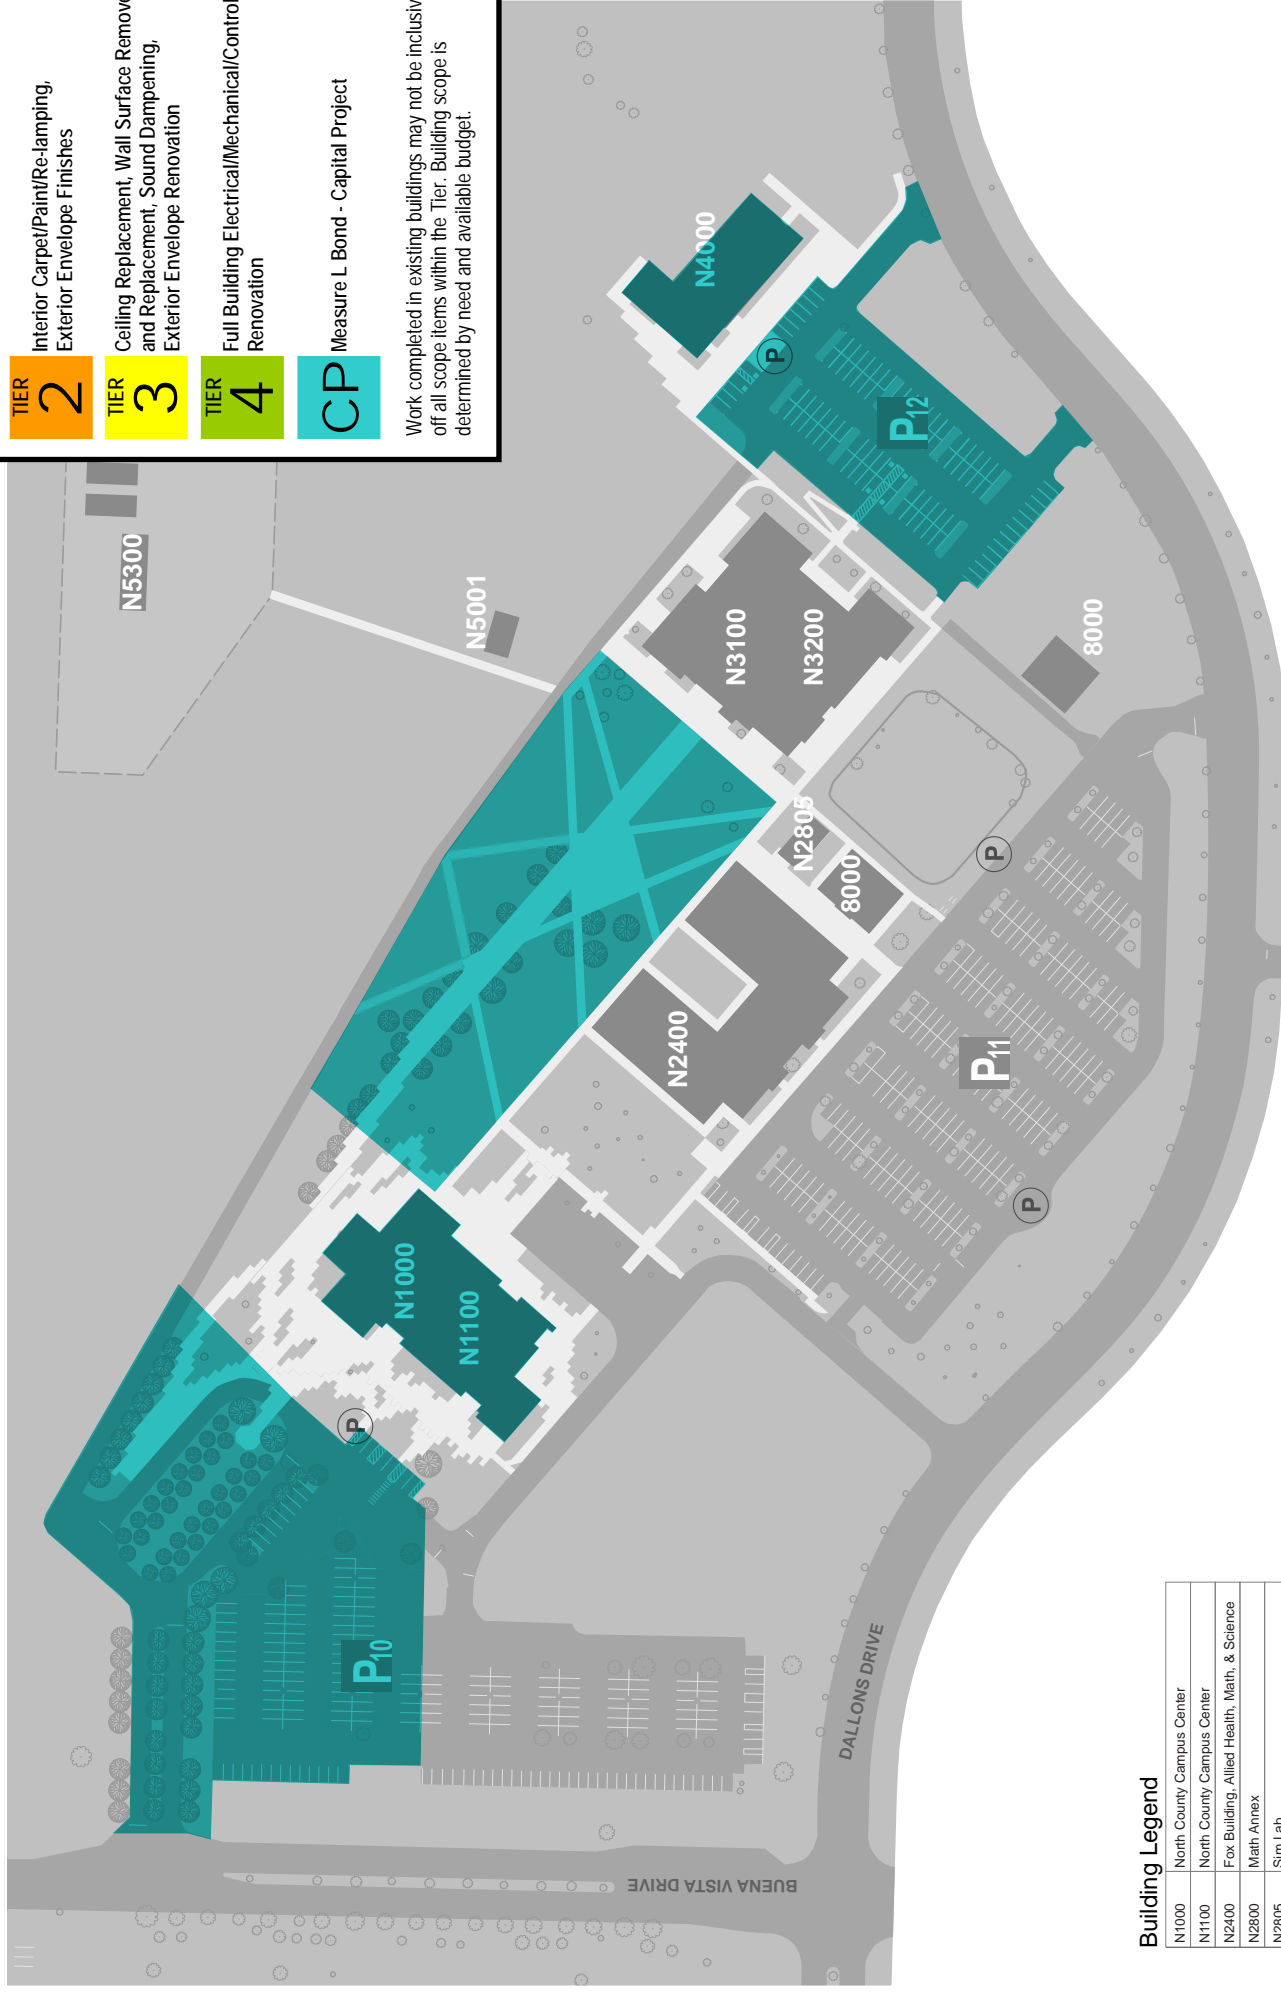 TIER
2
Interior Carpet/Paint/Re-lamping,
Exterior Envelope Finishes
TIER
3
Ceiling Replacement, Wall Surface
and Replacement, Sound Dampening,
Exterior Envelope Renovation
TIER
4
Full Building Electrical/Mechanical/
Renovation
CP
Measure L Bond - Capital Project
Work completed in existing buildings may not be
off all scope items within the Tier. Building scope is
determined by need and available budget.
N5300
N5001
N4000
P
P12
N3100
N3200
8000
N2805
8000
P
N2400
P11
P
N1000
N1100
P
P10
DALLONS DRIVE
BUENA VISTA DRIVE
Building Legend
N1000 North County Campus Center
N1100 North County Campus Center
N2400 Fox Building, Allied Health, Math, & Science
N2800 Math Annex
N2805 Sim Lab